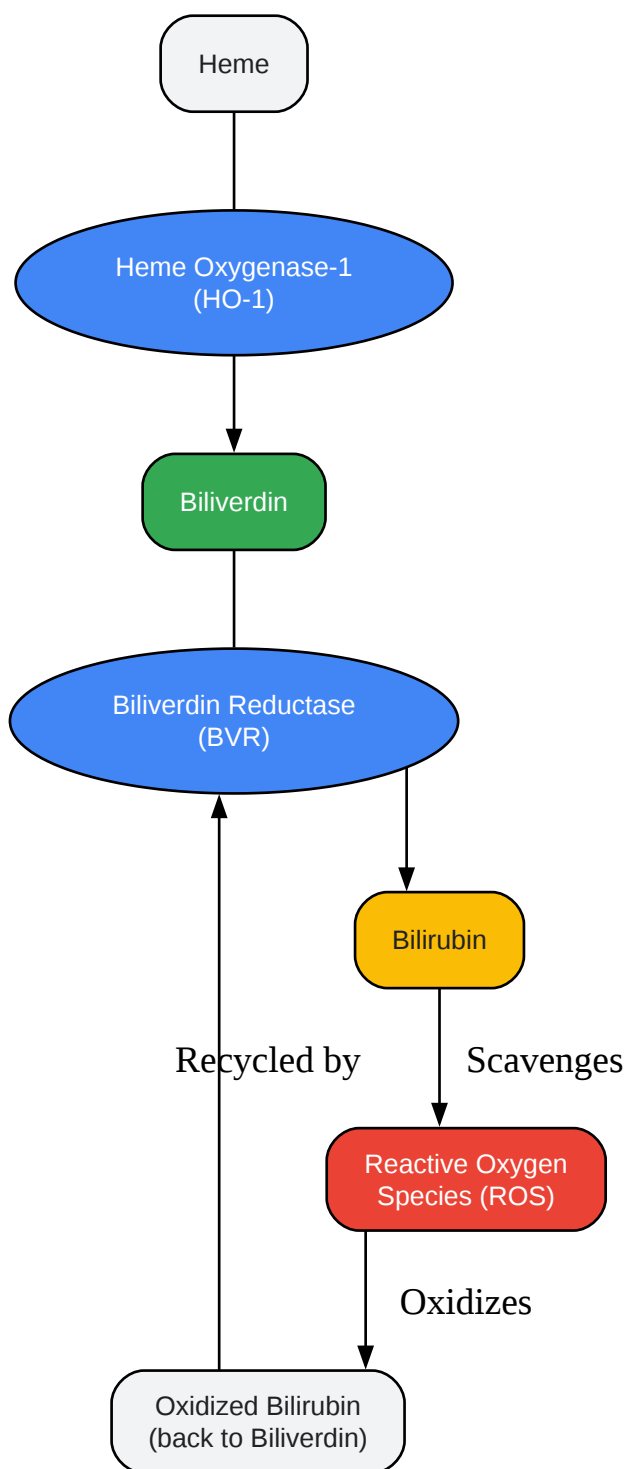 Heme
Heme Oxygenase-1
(HO-1)
Biliverdin
Biliverdin Reductase
(BVR)
Bilirubin
Recycled by
Scavenges
Reactive Oxygen
Species (ROS)
Oxidizes
Oxidized Bilirubin
(back to Biliverdin)